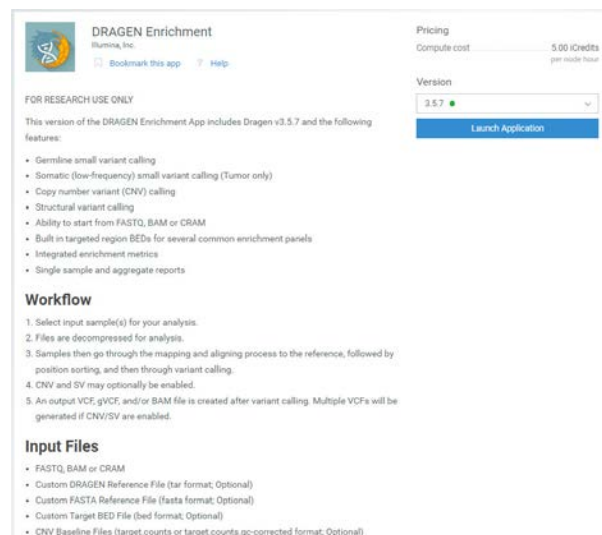 DRAGEN Enrichment
Illumina, Inc.
Bookmark this app ? Help
Pricing
Compute cost 5.00 iCredits
per node hour
Version
3.5.7
Launch Application
FOR RESEARCH USE ONLY
This version of the DRAGEN Enrichment App includes Dragen v3.5.7 and the following
features:
• Germline small variant calling
• Somatic (low-frequency) small variant calling (Tumor only)
• Copy number variant (CNV) calling
• Structural variant calling
• Ability to start from FASTQ, BAM or CRAM
• Built in targeted region BEDs for several common enrichment panels
• Integrated enrichment metrics
• Single sample and aggregate reports
Workflow
1. Select input sample(s) for your analysis.
2. Files are decompressed for analysis.
3. Samples then go through the mapping and aligning process to the reference, followed by
position sorting, and then through variant calling.
4. CNV and SV may optionally be enabled.
5. An output VCF, gVCF, and/or BAM file is created after variant calling. Multiple VCFs will be
generated if CNV/SV are enabled.
Input Files
• FASTQ, BAM or CRAM
• Custom DRAGEN Reference File (tar format; Optional)
• Custom FASTA Reference File (fasta format; Optional)
• Custom Target BED File (bed format; Optional)
• CNV Baseline Files (target.counts or target.counts.gc-corrected format; Optional)